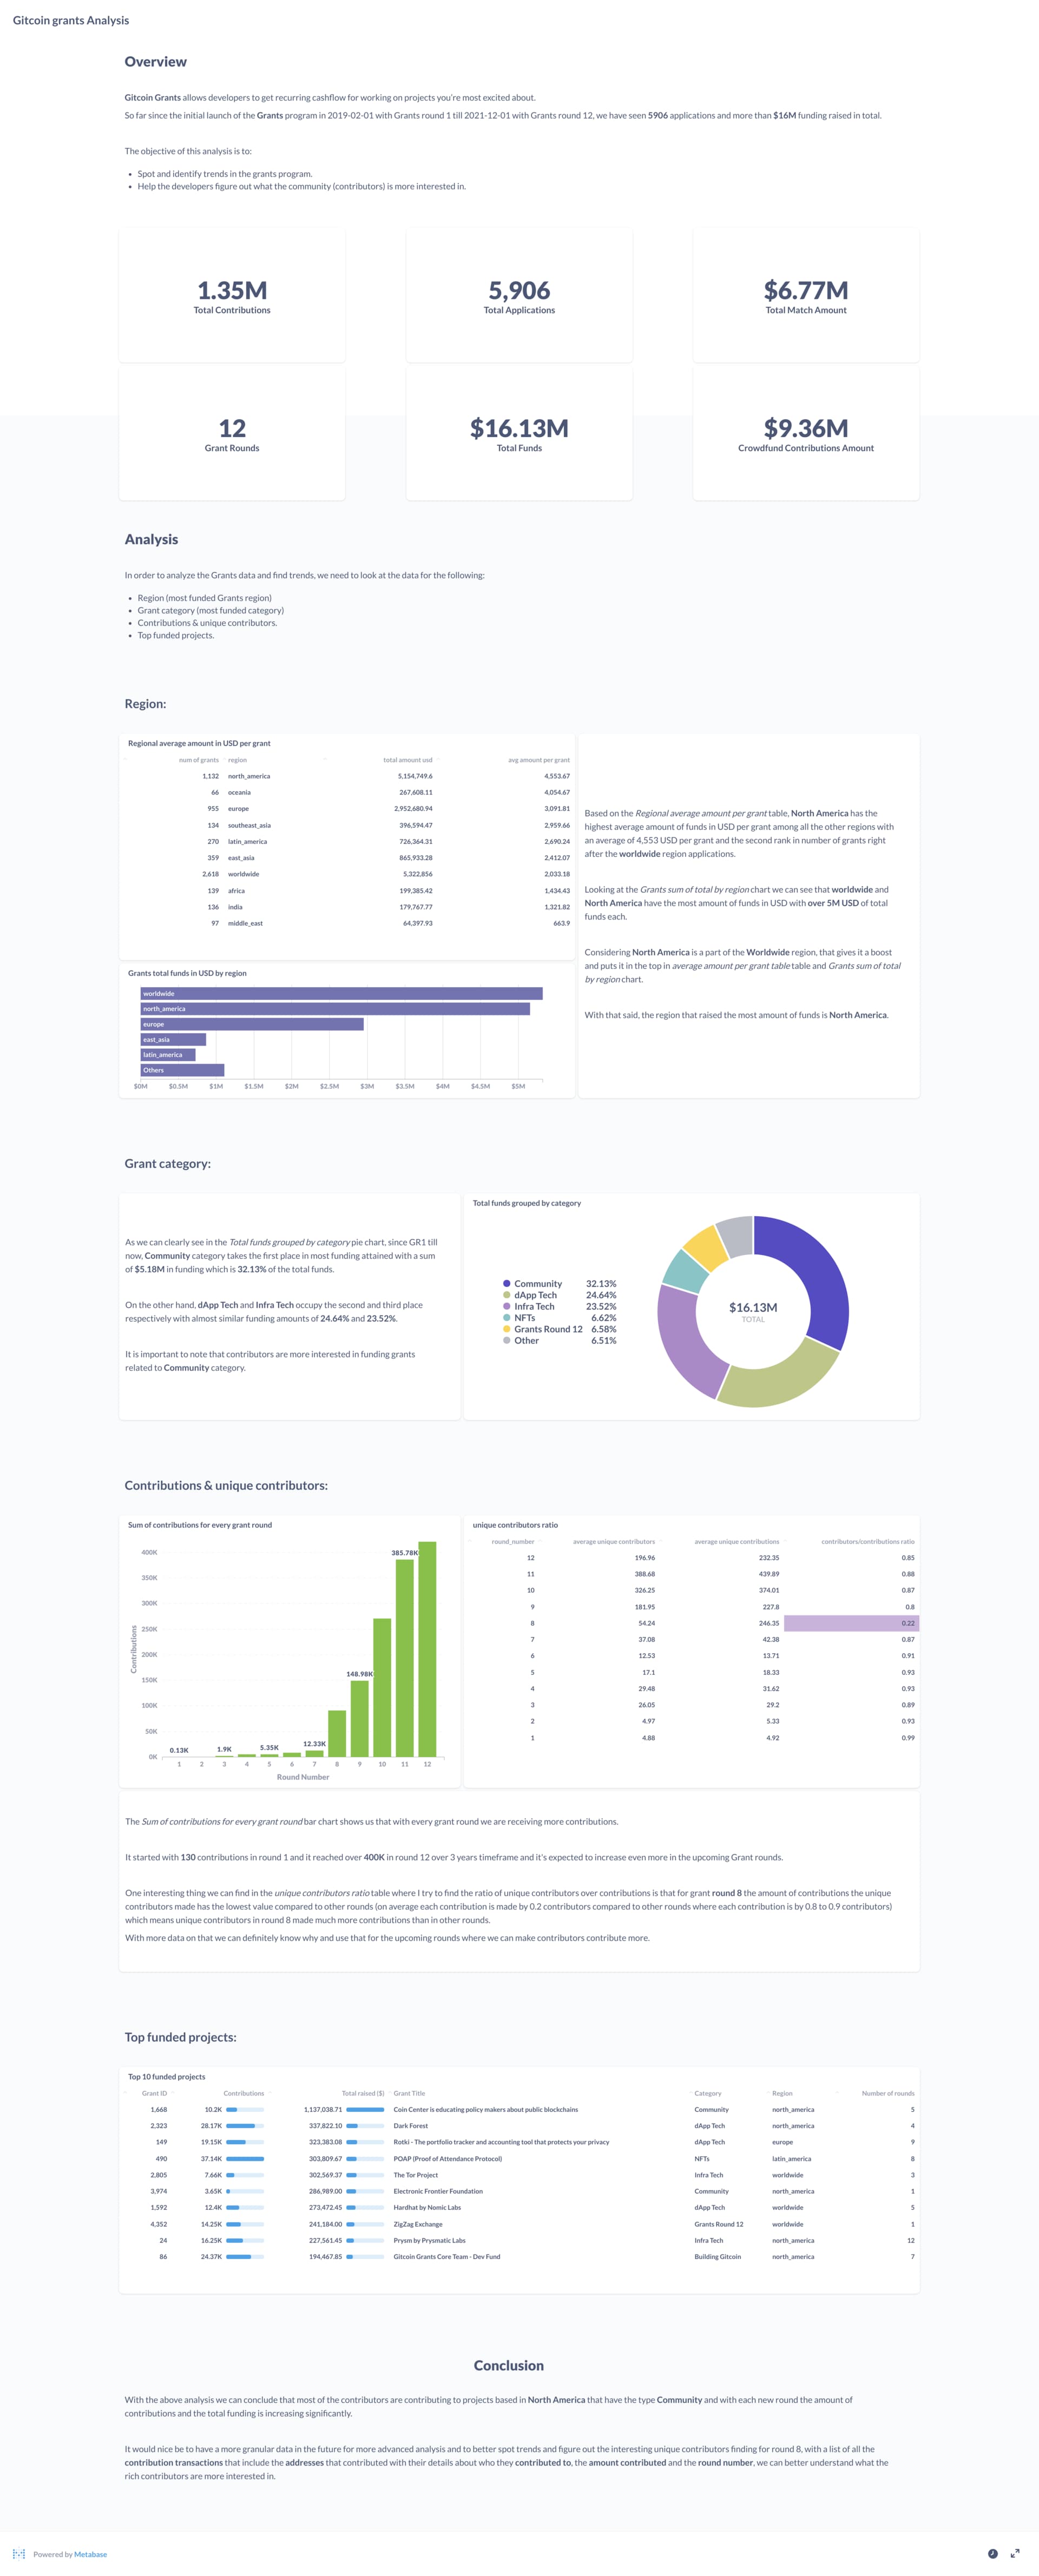 Gitcoin grants Analysis
Overview
Gitcoin Grants allows developers to get recurring cashflow for working on projects you're most excited about.
So far since the initial launch of the Grants program in 2019-02-01 with Grants round 1 till 2021-12-01 with Grants round 12, we have seen 5906 applications and more than $16M funding raised in total.
The objective of this analysis is to:
• Spot and identify trends in the grants program.
• Help the developers figure out what the community (contributors) is more interested in.
1.35M
Total Contributions
5,906
Total Applications
$6.77M
Total Match Amount
12
Grant Rounds
$16.13M
Total Funds
$9.36M
Crowdfund Contributions Amount
Analysis
In order to analyze the Grants data and find trends, we need to look at the data for the following:
• Region (most funded Grants region)
• Grant category (most funded category)
• Contributions & unique contributors.
• Top funded projects.
Region:
Regional average amount in USD per grant
num of grants region total amount usd avg amount per grant
1,132 north_america 5,154,749.6 4,553.67
66 oceania 267,608.11 4,054.67
955 europe 2,952,680.94 3,091.81
134 southeast_asia 396,594.47 2,959.66
270 latin_america 726,364.31 2,690.24
359 east_asia 865,933.28 2,412.07
2,618 worldwide 5,322,856 2,033.18
139 africa 199,385.42 1,434.43
136 india 179,767.77 1,321.82
97 middle_east 64,397.93 663.9
Grants total funds in USD by region
worldwide
north_america
europe
east_asia
latin_america
Others
$0M $0.5M $1M $1.5M $2M $2.5M $3M $3.5M $4M $4.5M $5M
Based on the Regional average amount per grant table, North America has the
highest average amount of funds in USD per grant among all the other regions with
an average of 4,553 USD per grant and the second rank in number of grants right
after the worldwide region applications.
Looking at the Grants sum of total by region chart we can see that worldwide and
North America have the most amount of funds in USD with over 5M USD of total
funds each.
Considering North America is a part of the Worldwide region, that gives it a boost
and puts it in the top in average amount per grant table table and Grants sum of total
by region chart.
With that said, the region that raised the most amount of funds is North America.
Grant category:
As we can clearly see in the Total funds grouped by category pie chart, since GR1 till
now, Community category takes the first place in most funding attained with a sum
of $5.18M in funding which is 32.13% of the total funds.
On the other hand, dApp Tech and Infra Tech occupy the second and third place
respectively with almost similar funding amounts of 24.64% and 23.52%.
It is important to note that contributors are more interested in funding grants
related to Community category.
Total funds grouped by category
Community 32.13%
dApp Tech 24.64%
Infra Tech 23.52%
NFTs 6.62%
Grants Round 12 6.58%
Other 6.51%
$16.13M
TOTAL
Contributions & unique contributors:
Sum of contributions for every grant round
Contributions
400K
350K
300K
250K
200K
150K
100K
50K
0K
0.13K
1.9K
5.35K
12.33K
148.98K
385.78K
1 2 3 4 5 6 7 8 9 10 11 12
Round Number
unique contributors ratio
round_number average unique contributors average unique contributions contributors/contributions ratio
12 196.96 232.35 0.85
11 388.68 439.89 0.88
10 326.25 374.01 0.87
9 181.95 227.8 0.8
8 54.24 246.35 0.22
7 37.08 42.38 0.87
6 12.53 13.71 0.91
5 17.1 18.33 0.93
4 29.48 31.62 0.93
3 26.05 29.2 0.89
2 4.97 5.33 0.93
1 4.88 4.92 0.99
The Sum of contributions for every grant round bar chart shows us that with every grant round we are receiving more contributions.
It started with 130 contributions in round 1 and it reached over 400K in round 12 over 3 years timeframe and it's expected to increase even more in the upcoming Grant rounds.
One interesting thing we can find in the unique contributors ratio table where I try to find the ratio of unique contributors over contributions is that for grant round 8 the amount of contributions the unique
contributors made has the lowest value compared to other rounds (on average each contribution is made by 0.2 contributors compared to other rounds where each contribution is by 0.8 to 0.9 contributors)
which means unique contributors in round 8 made much more contributions than in other rounds.
With more data on that we can definitely know why and use that for the upcoming rounds where we can make contributors contribute more.
Top funded projects:
Top 10 funded projects
Grant ID Contributions Total raised ($) Grant Title Category Region Number of rounds
1,668 10.2K 1,137,038.71 Coin Center is educating policy makers about public blockchains Community north_america 5
2,323 28.17K 337,822.10 Dark Forest dApp Tech north_america 4
149 19.15K 323,383.08 Rotki - The portfolio tracker and accounting tool that protects your privacy dApp Tech europe 9
490 37.14K 303,809.67 POAP (Proof of Attendance Protocol) NFTs latin_america 8
2,805 7.66K 302,569.37 The Tor Project Infra Tech worldwide 3
3,974 3.65K 286,989.00 Electronic Frontier Foundation Community north_america 1
1,592 12.4K 273,472.45 Hardhat by Nomic Labs dApp Tech worldwide 5
4,352 14.25K 241,184.00 ZigZag Exchange Grants Round 12 worldwide 1
24 16.25K 227,561.45 Prysm by Prysmatic Labs Infra Tech north_america 12
86 24.37K 194,467.85 Gitcoin Grants Core Team - Dev Fund Building Gitcoin north_america 7
Conclusion
With the above analysis we can conclude that most of the contributors are contributing to projects based in North America that have the type Community and with each new round the amount of
contributions and the total funding is increasing significantly.
It would nice be to have a more granular data in the future for more advanced analysis and to better spot trends and figure out the interesting unique contributors finding for round 8, with a list of all the
contribution transactions that include the addresses that contributed with their details about who they contributed to, the amount contributed and the round number, we can better understand what the
rich contributors are more interested in.
Powered by Metabase